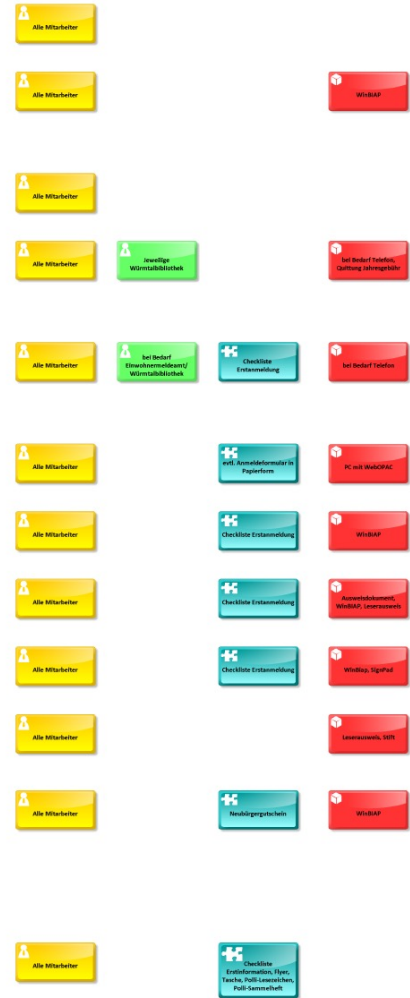 Alle Mitarbeiter
Alle Mitarbeiter
WinBIAP
Alle Mitarbeiter
Alle Mitarbeiter
Jeweilige
Würmtalbibliothek
bei Bedarf Telefon,
Quittung Jahresgebühr
Alle Mitarbeiter
bei Bedarf
Einwohnermeldeamt/
Würmtalbibliothek
Checkliste
Erstanmeldung
bei Bedarf Telefon
Alle Mitarbeiter
evtl. Anmeldeformular in
Papierform
PC mit WebOPAC
Alle Mitarbeiter
Checkliste Erstanmeldung
WinBIAP
Alle Mitarbeiter
Checkliste Erstanmeldung
Ausweisdokument,
WinBIAP, Leserausweis
Alle Mitarbeiter
Checkliste Erstanmeldung
WinBiap, SignPad
Alle Mitarbeiter
Leserausweis, Stift
Alle Mitarbeiter
Neubürgergutschein
WinBIAP
Alle Mitarbeiter
Checkliste
Erstinformation, Flyer,
Tasche, Polli-Lesezeichen,
Polli-Sammelheft